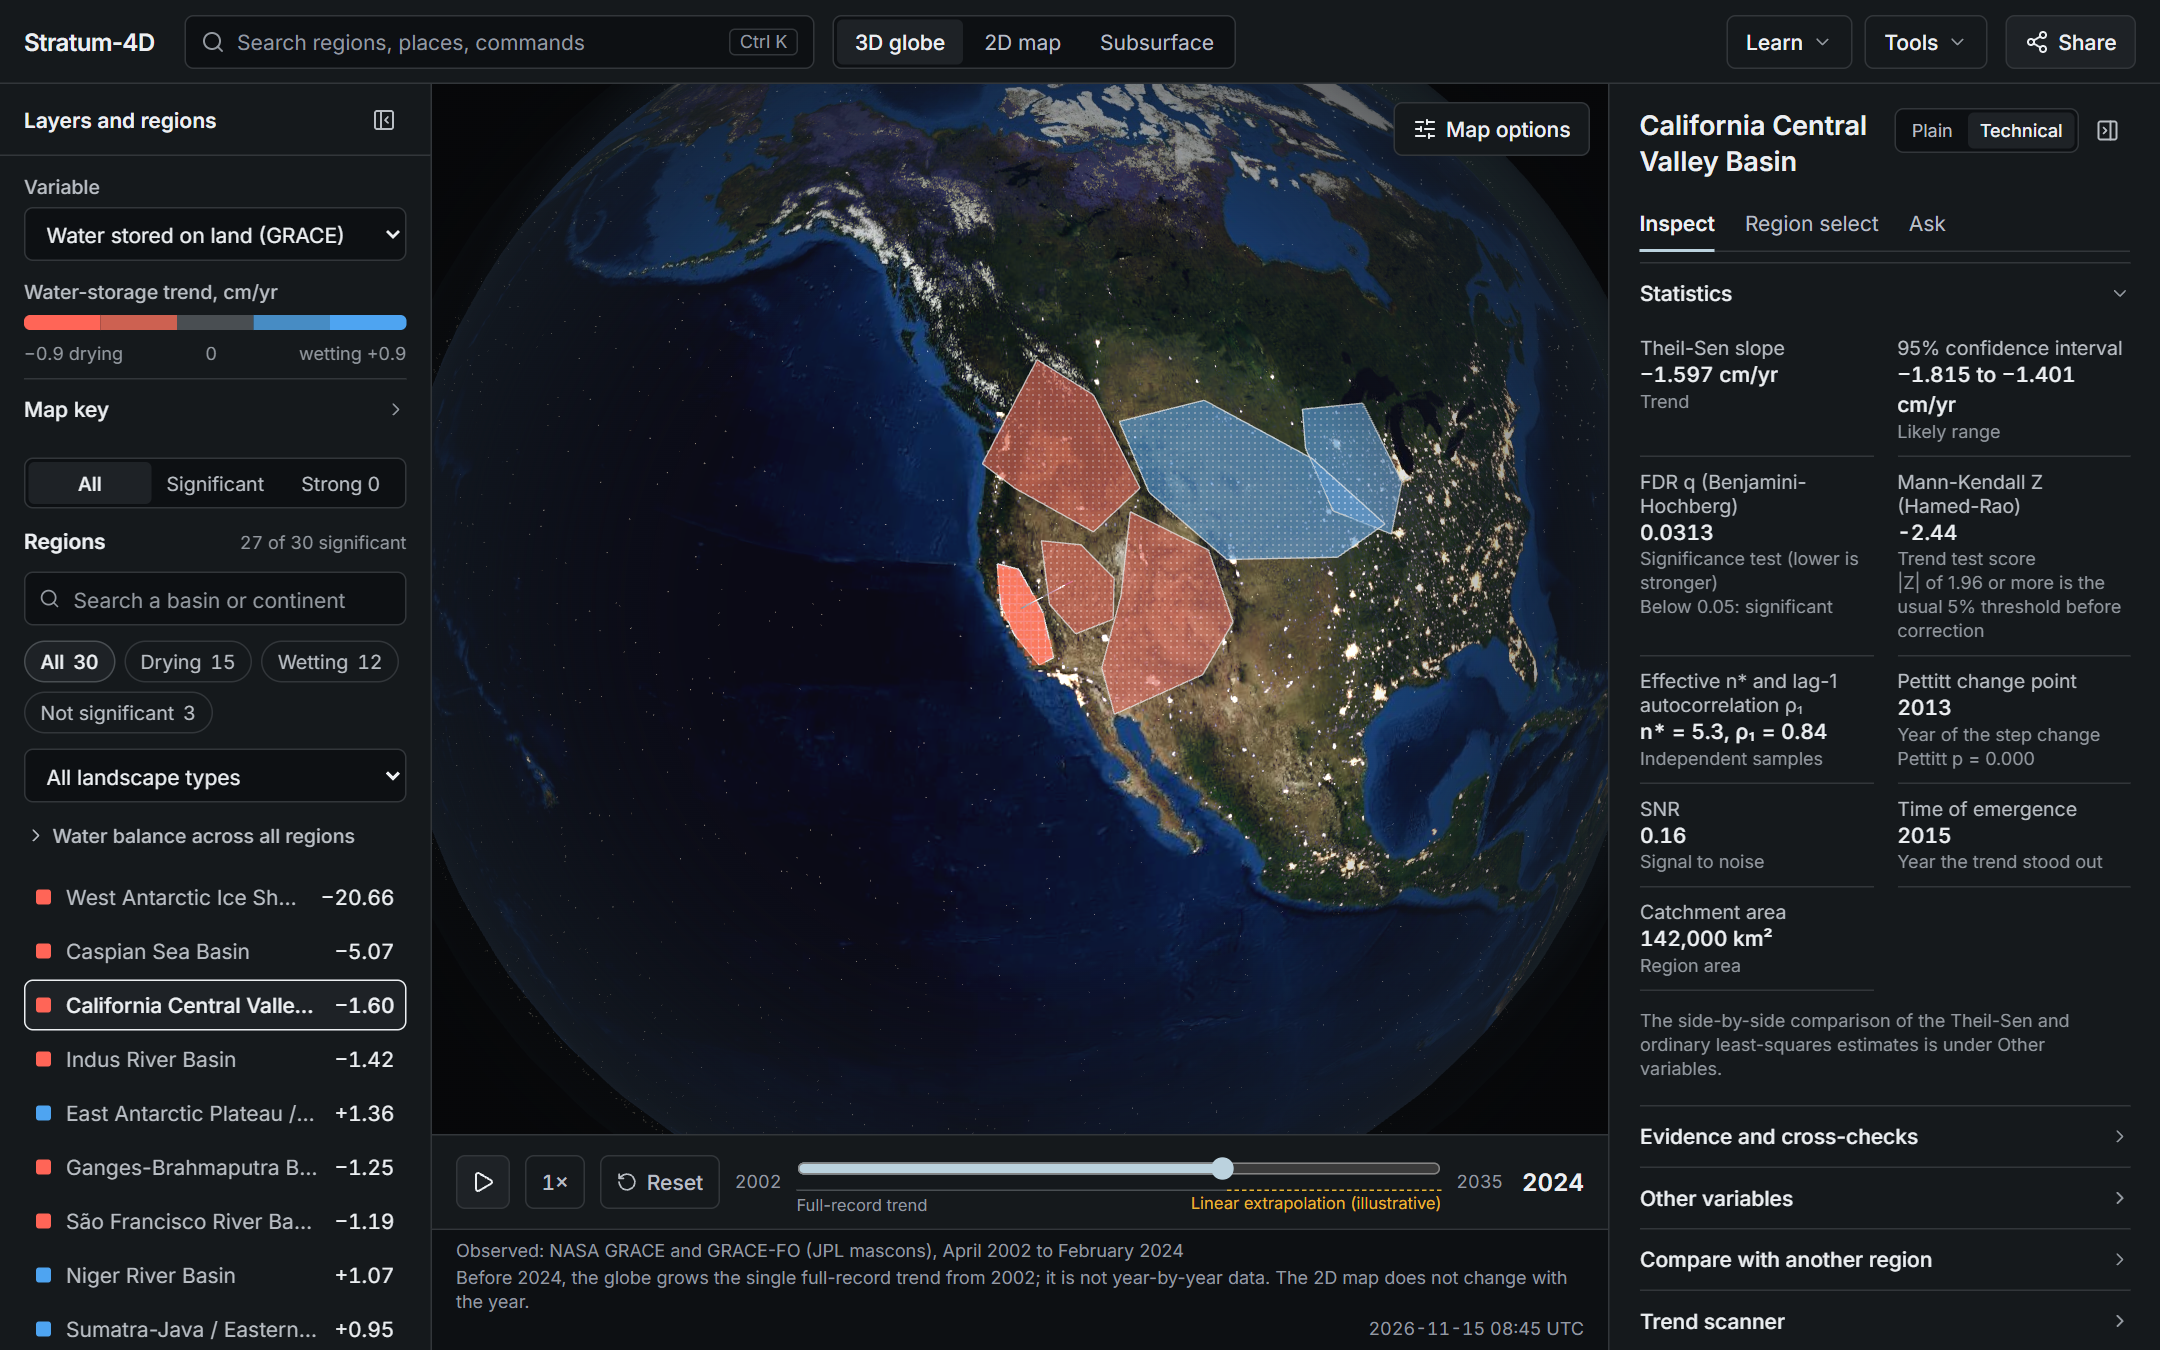 Stratum-4D
Search regions, places, commands
Ctrl K
3D globe
2D map
Subsurface
Learn
Tools
Share
Layers and regions
Variable
Water stored on land (GRACE)
Water-storage trend, cm/yr
−0.9 drying
0
wetting +0.9
Map key
All
Significant
Strong 0
Regions
27 of 30 significant
Search a basin or continent
All 30
Drying 15
Wetting 12
Not significant 3
All landscape types
Water balance across all regions
West Antarctic Ice Sh... −20.66
Caspian Sea Basin −5.07
California Central Valle... −1.60
Indus River Basin −1.42
East Antarctic Plateau /... +1.36
Ganges-Brahmaputra B... −1.25
São Francisco River Ba... −1.19
Niger River Basin +1.07
Sumatra-Java / Eastern... +0.95
Map options
1×
Reset
2002
2035
2024
Full-record trend
Linear extrapolation (illustrative)
Observed: NASA GRACE and GRACE-FO (JPL mascons), April 2002 to February 2024
Before 2024, the globe grows the single full-record trend from 2002; it is not year-by-year data. The 2D map does not change with
the year.
2026-11-15 08:45 UTC
California Central
Valley Basin
Plain
Technical
Inspect
Region select
Ask
Statistics
Theil-Sen slope
−1.597 cm/yr
Trend
95% confidence interval
−1.815 to −1.401
cm/yr
Likely range
FDR q (Benjamini-
Hochberg)
0.0313
Significance test (lower is
stronger)
Below 0.05: significant
Mann-Kendall Z
(Hamed-Rao)
-2.44
Trend test score
|Z| of 1.96 or more is the
usual 5% threshold before
correction
Effective n* and lag-1
autocorrelation ρ₁
n* = 5.3, ρ₁ = 0.84
Independent samples
Pettitt change point
2013
Year of the step change
Pettitt p = 0.000
SNR
0.16
Signal to noise
Time of emergence
2015
Year the trend stood out
Catchment area
142,000 km²
Region area
The side-by-side comparison of the Theil-Sen and
ordinary least-squares estimates is under Other
variables.
Evidence and cross-checks
Other variables
Compare with another region
Trend scanner